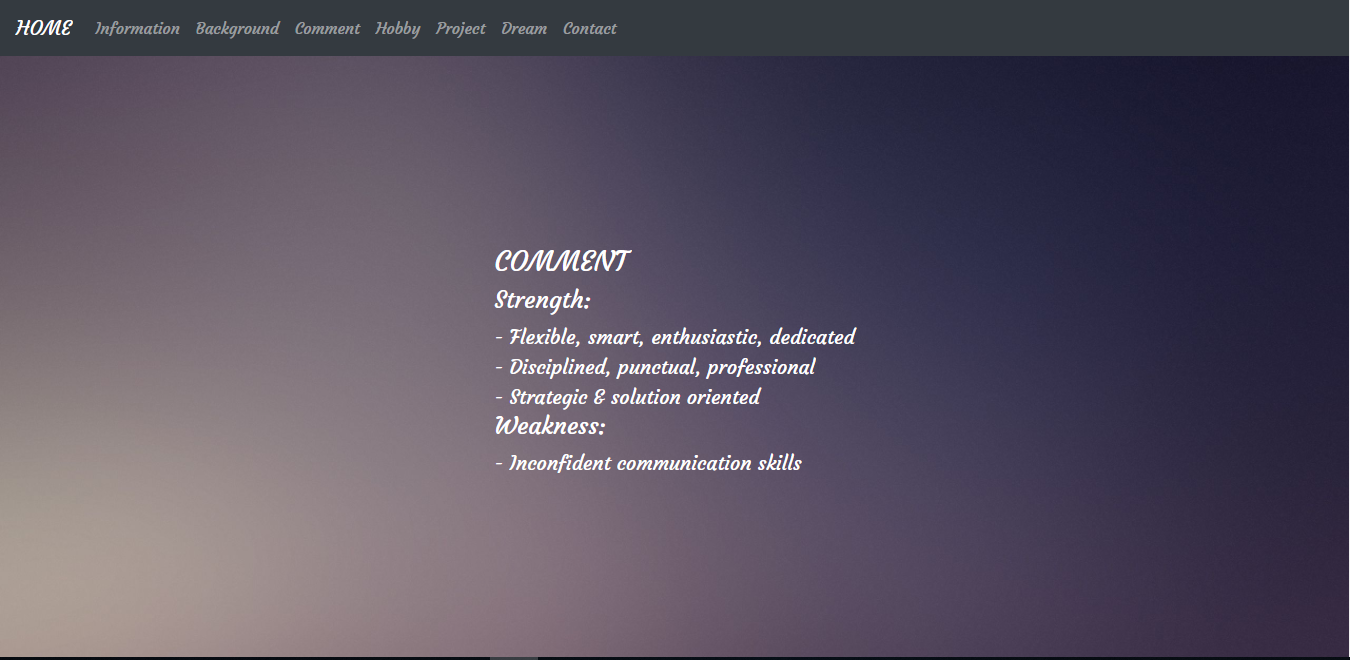 HOME Information Background Comment Hobby Project Dream Contact
COMMENT
Strength:
- Flexible, smart, enthusiastic, dedicated
- Disciplined, punctual, professional
- Strategic & solution oriented
Weakness:
- Inconfident communication skills